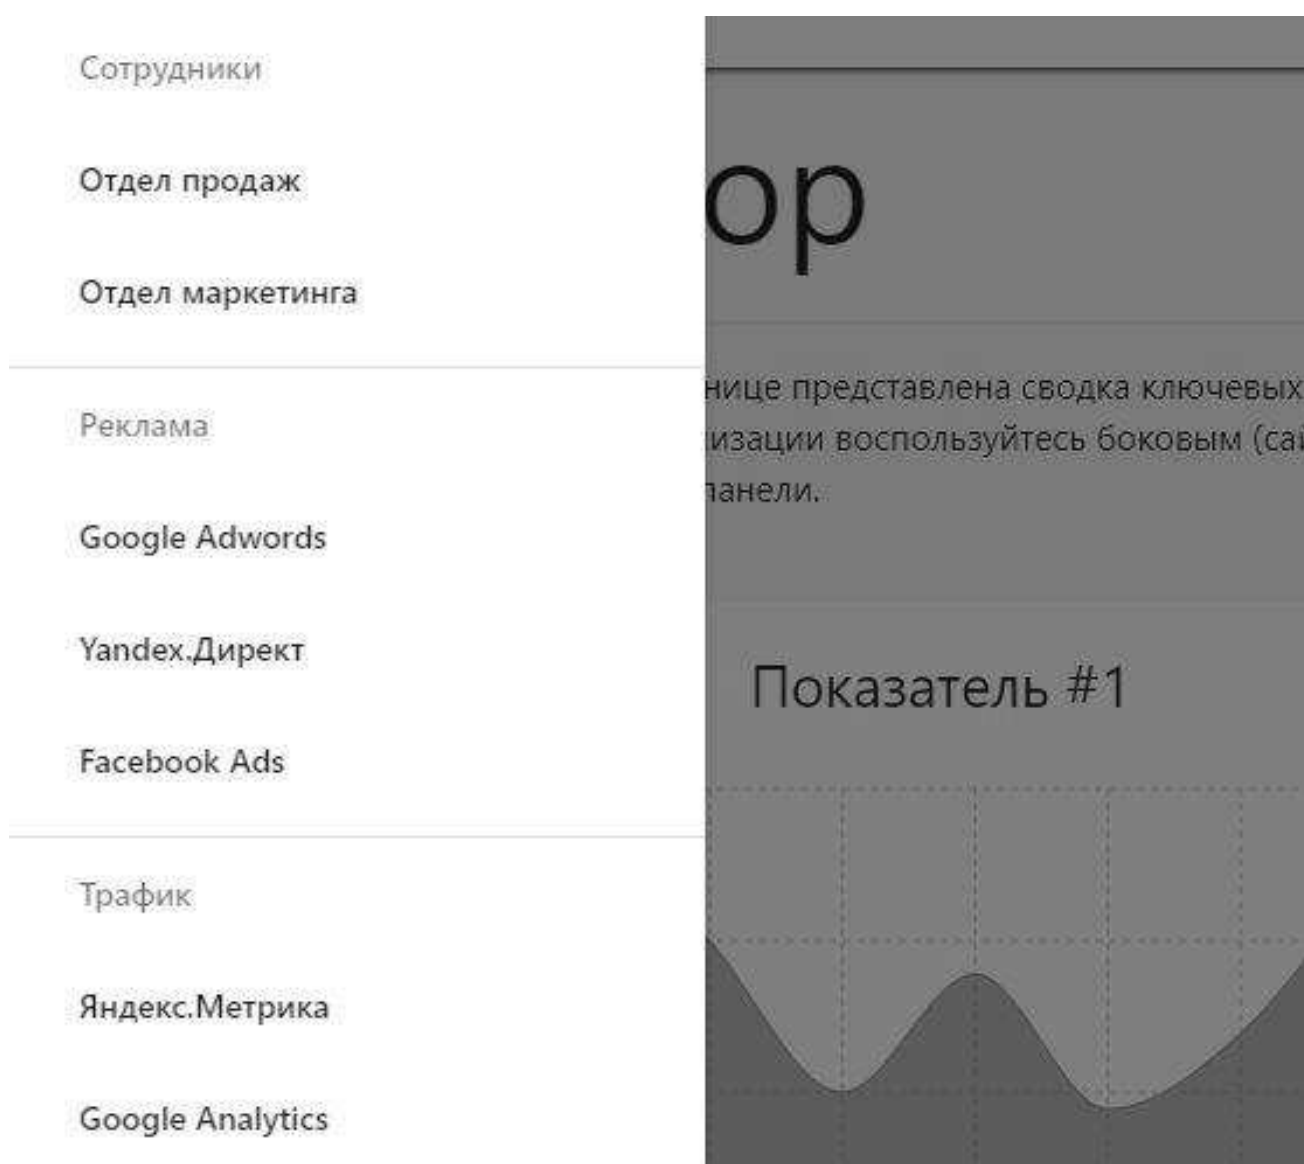 Сотрудники
Отдел продаж
Отдел маркетинга
Реклама
Google Adwords
Yandex.Директ
Facebook Ads
Трафик
Яндекс.Метрика
Google Analytics
ор
нице представлена сводка ключевых
изации воспользуйтесь боковым (сай
панели.
Показатель #1